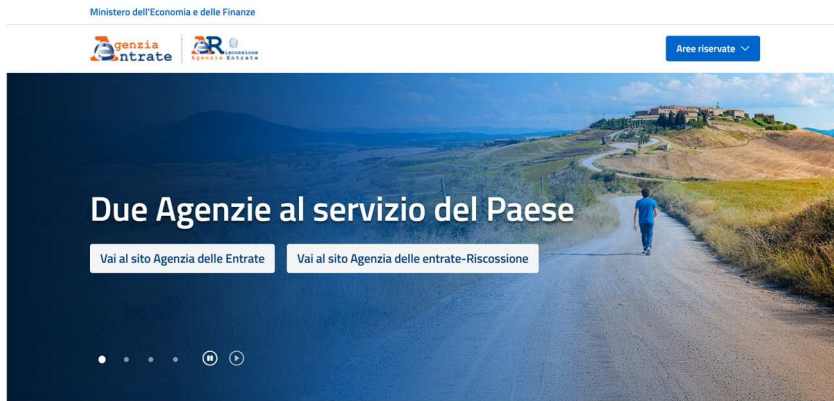 Ministero dell'Economia e delle Finanze
Agenzia Entrate
AR Riscossione
Agenzia Entrate
Aree riservate
Due Agenzie al servizio del Paese
Vai al sito Agenzia delle Entrate
Vai al sito Agenzia delle entrate-Riscossione